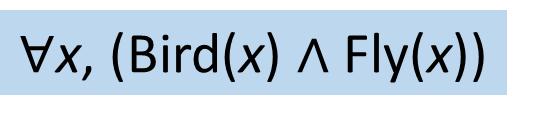 ∀x, (Bird(x) ∧ Fly(x))